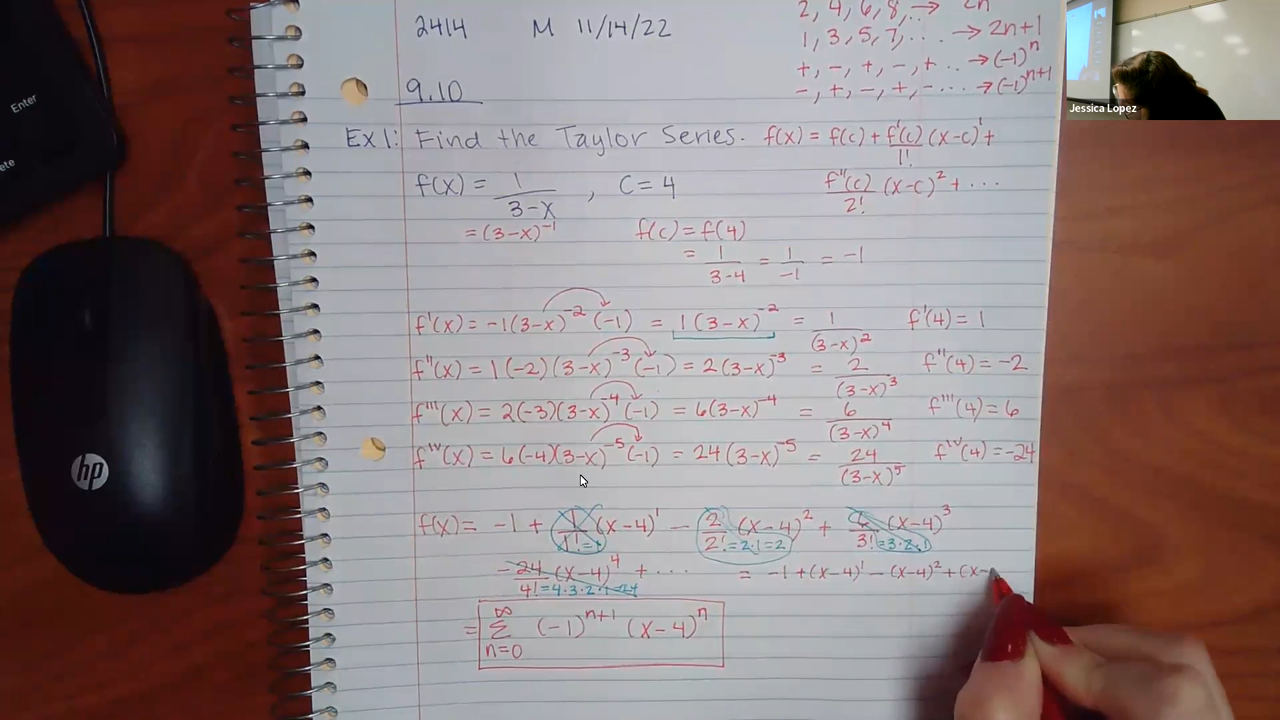 2414 M 11/14/22
2, 4, 6, 8, .. → 2n
1, 3, 5, 7, ... → 2n+1
+, −, +, −, + .. → (−1)^n
−, +, −, +, − .... → (−1)^{n+1}
Jessica Lopez
Enter
9.10
Ex 1: Find the Taylor Series. f(x) = f(c) + f'(c)/1! (x−c)^1 +
f''(c)/2! (x−c)^2 + ...
f(x) = 1/(3−x) , C = 4
= (3−x)^{−1}
f(c) = f(4)
= 1/(3−4) = 1/−1 = −1
f'(x) = −1(3−x)^{−2} (−1) = 1(3−x)^{−2} = 1/(3−x)^2 f'(4) = 1
f''(x) = 1(−2)(3−x)^{−3} (−1) = 2(3−x)^{−3} = 2/(3−x)^3 f''(4) = −2
f'''(x) = 2(−3)(3−x)^{−4} (−1) = 6(3−x)^{−4} = 6/(3−x)^4 f'''(4) = 6
f^{IV}(x) = 6(−4)(3−x)^{−5} (−1) = 24(3−x)^{−5} = 24/(3−x)^5 f^{IV}(4) = −24
hp
f(x) = −1 + 1/1!=1 (x−4)^1 − 2/2!=2·1=2 (x−4)^2 + 6/3!=3·2·1 (x−4)^3
− 24/4!=4·3·2·1=24 (x−4)^4 + ... = −1 + (x−4)^1 − (x−4)^2 + (x−
= ∑_{n=0}^{∞} (−1)^{n+1} (x−4)^n